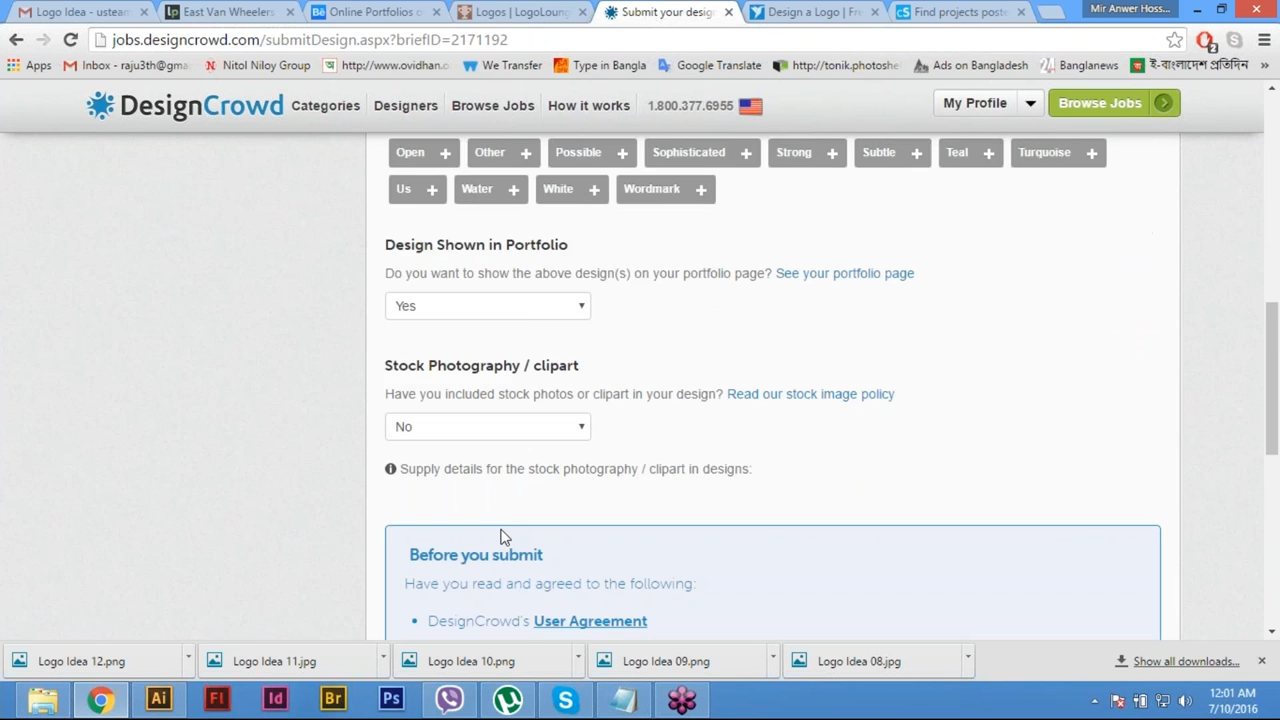 Logo Idea - usteam
East Van Wheelers
Online Portfolios o
Logos | LogoLoung
Submit your desig
Design a Logo | Fre
Find projects poste
Mir Anwer Hoss...
jobs.designcrowd.com/submitDesign.aspx?briefID=2171192
Apps
Inbox - raju3th@gma
Nitol Niloy Group
http://www.ovidhan.
We Transfer
Type in Bangla
Google Translate
http://tonik.photoshe
Ads on Bangladesh
Banglanews
ই-বাংলাদেশ প্রতিদিন
DesignCrowd
Categories
Designers
Browse Jobs
How it works
1.800.377.6955
My Profile
Browse Jobs
Open + Other + Possible + Sophisticated + Strong + Subtle + Teal + Turquoise +
Us + Water + White + Wordmark +
Design Shown in Portfolio
Do you want to show the above design(s) on your portfolio page? See your portfolio page
Yes
Stock Photography / clipart
Have you included stock photos or clipart in your design? Read our stock image policy
No
Supply details for the stock photography / clipart in designs:
Before you submit
Have you read and agreed to the following:
• DesignCrowd's User Agreement
Logo Idea 12.png
Logo Idea 11.jpg
Logo Idea 10.png
Logo Idea 09.png
Logo Idea 08.jpg
Show all downloads...
Ai
Fl
Id
Br
Ps
12:01 AM
7/10/2016